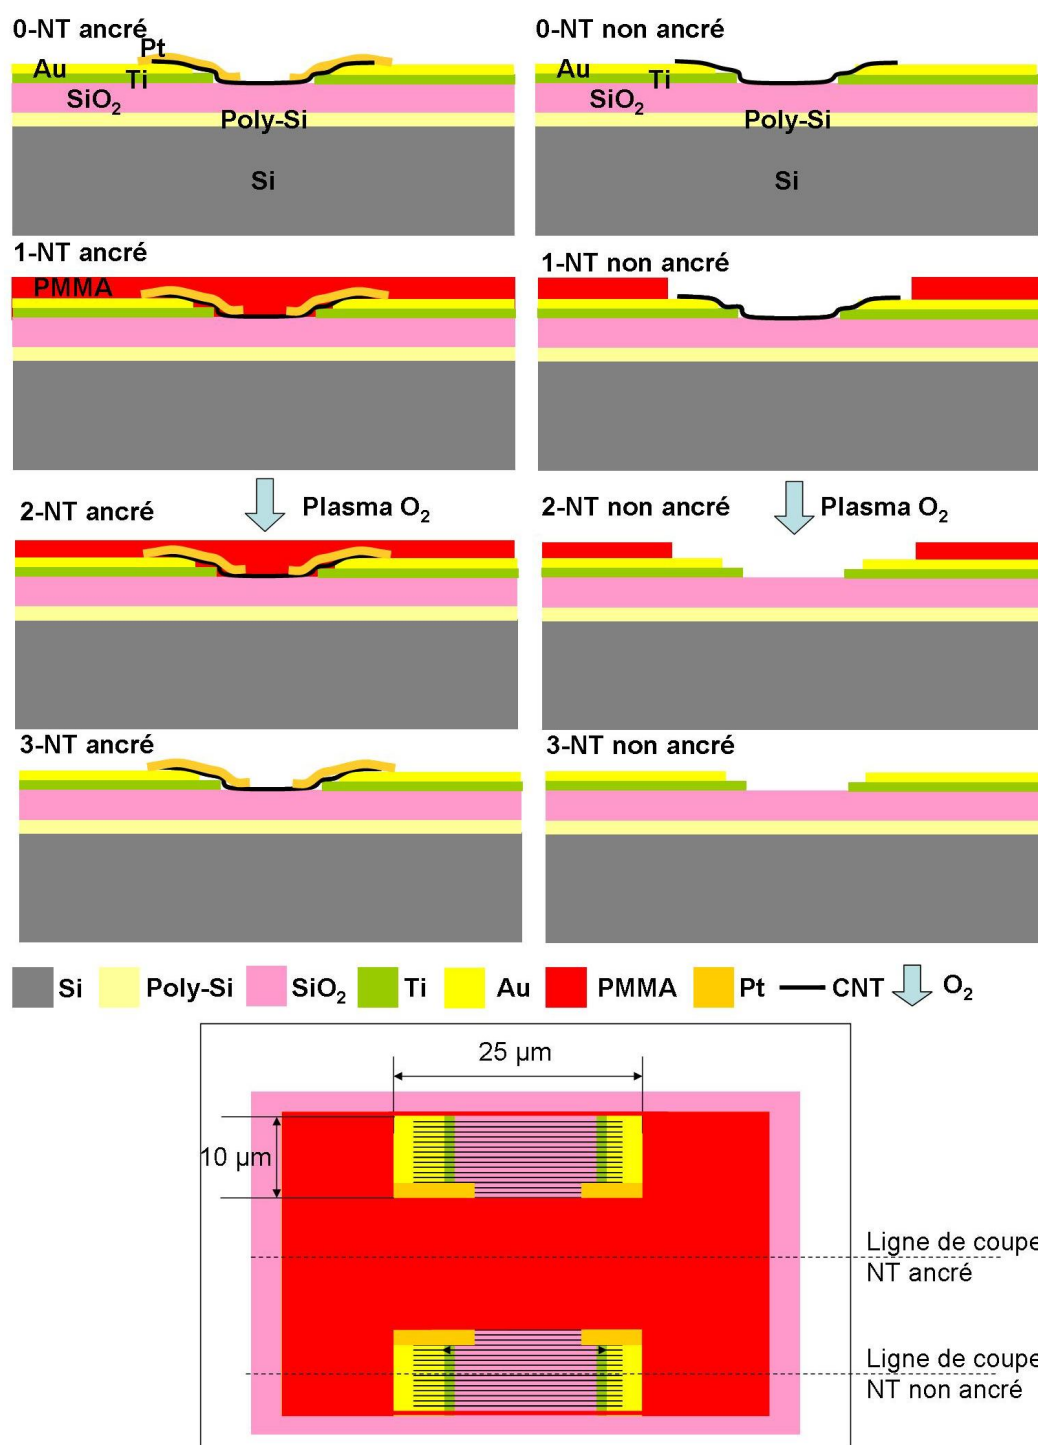 0-NT ancré
0-NT non ancré
Pt
Au
Ti
SiO2
Poly-Si
Si
Au
Ti
SiO2
Poly-Si
Si
1-NT ancré
1-NT non ancré
PMMA
Plasma O2
Plasma O2
2-NT ancré
2-NT non ancré
3-NT ancré
3-NT non ancré
Si
Poly-Si
SiO2
Ti
Au
PMMA
Pt
CNT
O2
25 µm
10 µm
Ligne de coupe
NT ancré
Ligne de coupe
NT non ancré